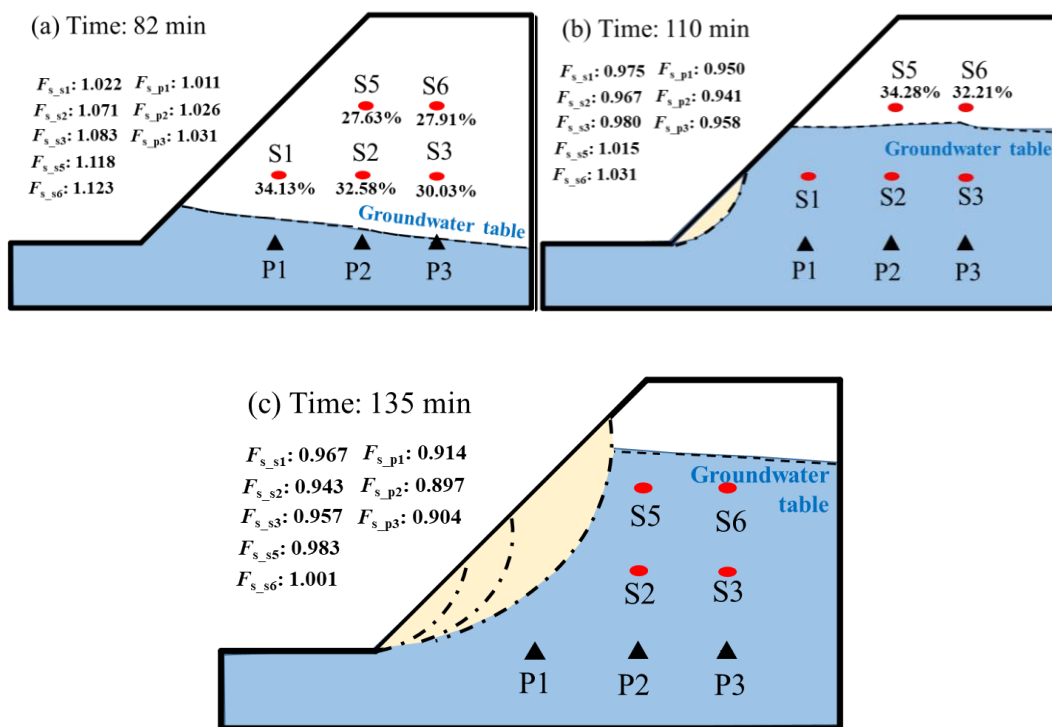 (a) Time: 82 min
F_s_s1: 1.022 F_s_p1: 1.011
F_s_s2: 1.071 F_s_p2: 1.026
F_s_s3: 1.083 F_s_p3: 1.031
F_s_s5: 1.118
F_s_s6: 1.123
S5 S6
27.63% 27.91%
S1 S2 S3
34.13% 32.58% 30.03%
Groundwater table
P1 P2 P3
(b) Time: 110 min
F_s_s1: 0.975 F_s_p1: 0.950
F_s_s2: 0.967 F_s_p2: 0.941
F_s_s3: 0.980 F_s_p3: 0.958
F_s_s5: 1.015
F_s_s6: 1.031
S5 S6
34.28% 32.21%
Groundwater table
S1 S2 S3
P1 P2 P3
(c) Time: 135 min
F_s_s1: 0.967 F_s_p1: 0.914
F_s_s2: 0.943 F_s_p2: 0.897
F_s_s3: 0.957 F_s_p3: 0.904
F_s_s5: 0.983
F_s_s6: 1.001
Groundwater
table
S5 S6
S2 S3
P1 P2 P3